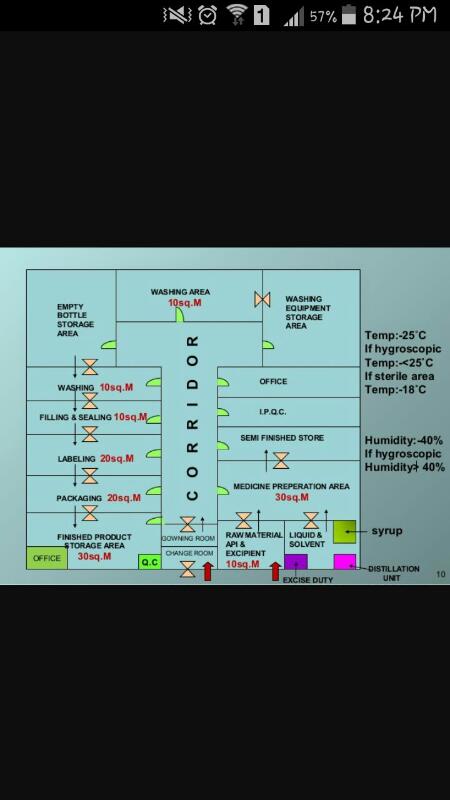 1
57%
8:24 PM
WASHING AREA
10sq.M
EMPTY
BOTTLE
STORAGE
AREA
WASHING
EQUIPMENT
STORAGE
AREA
Temp:-25°C
If hygroscopic
Temp:-<25°C
If sterile area
Temp:-18°C
Humidity:-40%
If hygroscopic
Humidity> 40%
CORRIDOR
WASHING 10sq.M
FILLING & SEALING 10sq.M
LABELING 20sq.M
PACKAGING 20sq.M
FINISHED PRODUCT
STORAGE AREA
30sq.M
OFFICE
Q.C
OFFICE
I.P.QC.
SEMI FINISHED STORE
MEDICINE PREPERATION AREA
30sq.M
GOWNING ROOM
CHANGE ROOM
RAW MATERIAL
API &
EXCIPIENT
10sq.M
LIQUID &
SOLVENT
syrup
DISTILLATION
UNIT
EXCISE DUTY
10